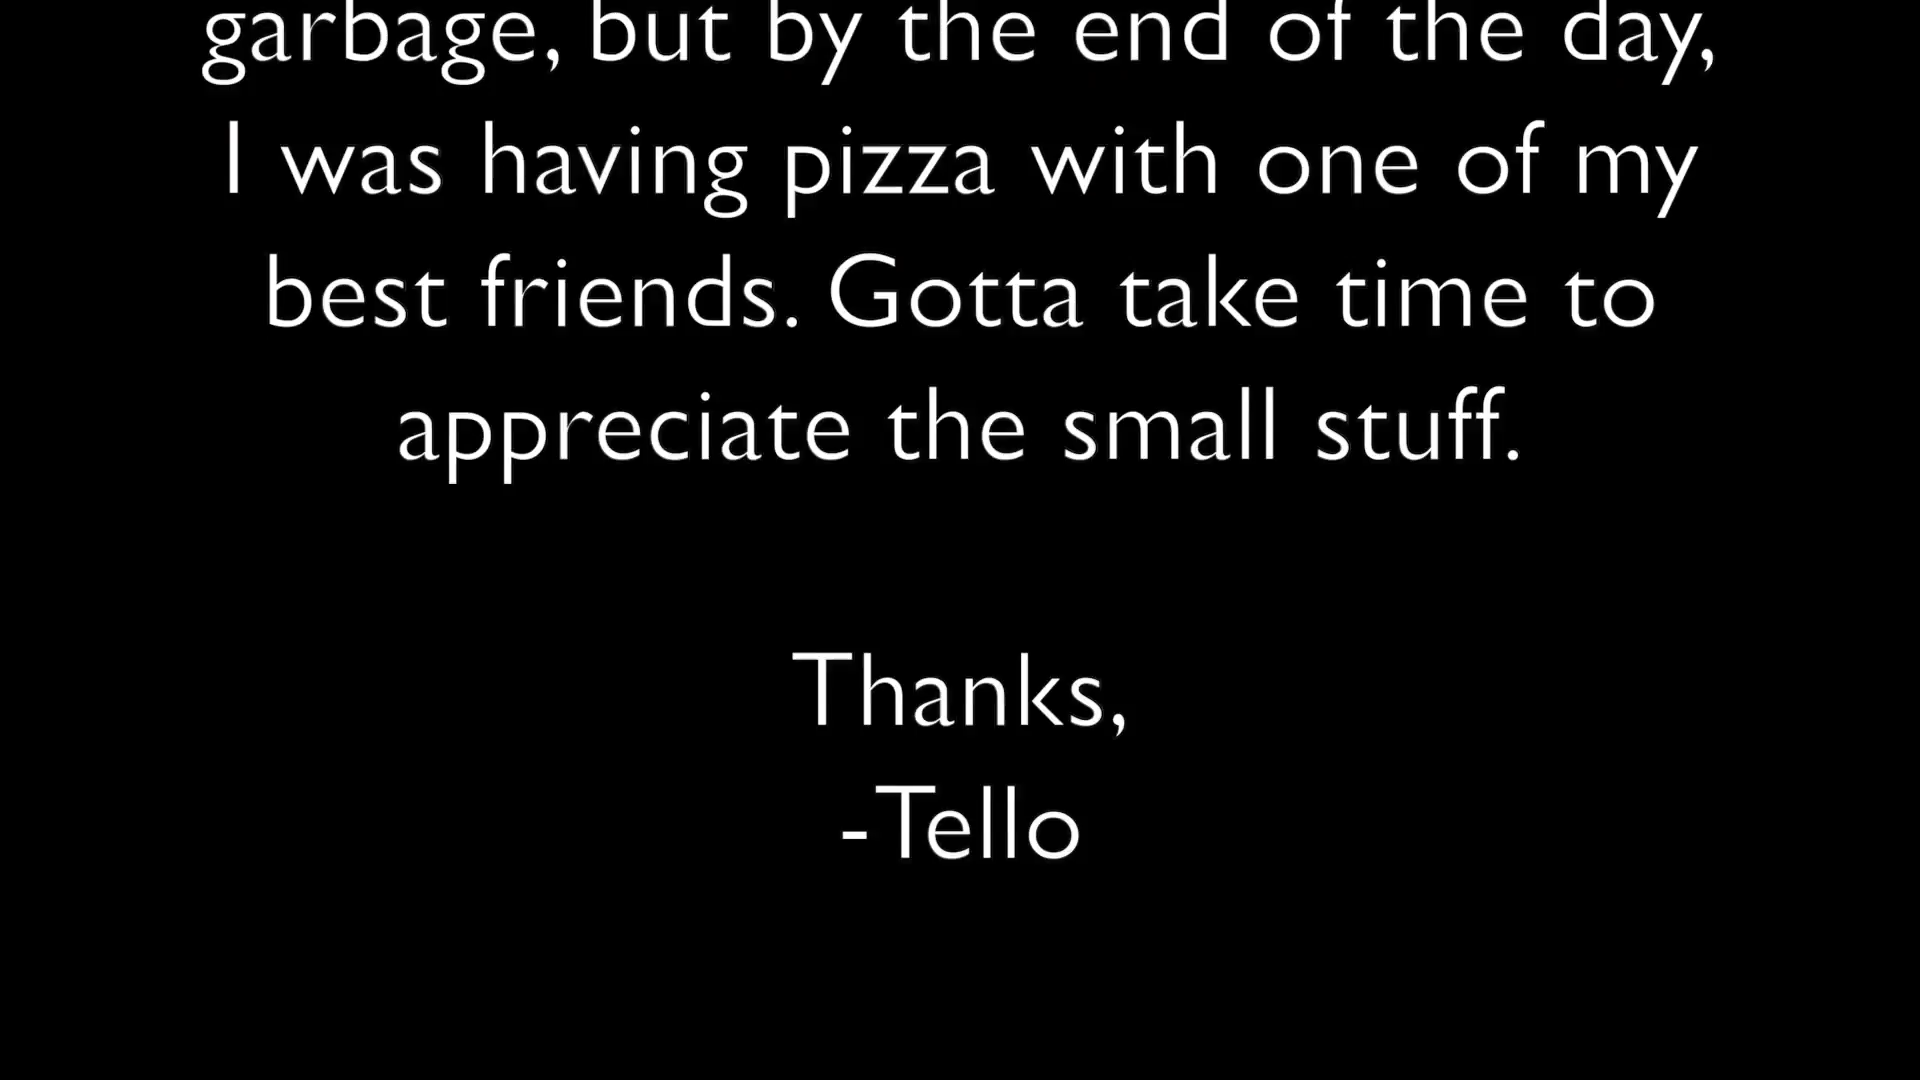 garbage, but by the end of the day,
I was having pizza with one of my
best friends. Gotta take time to
appreciate the small stuff.
Thanks,
-Tello